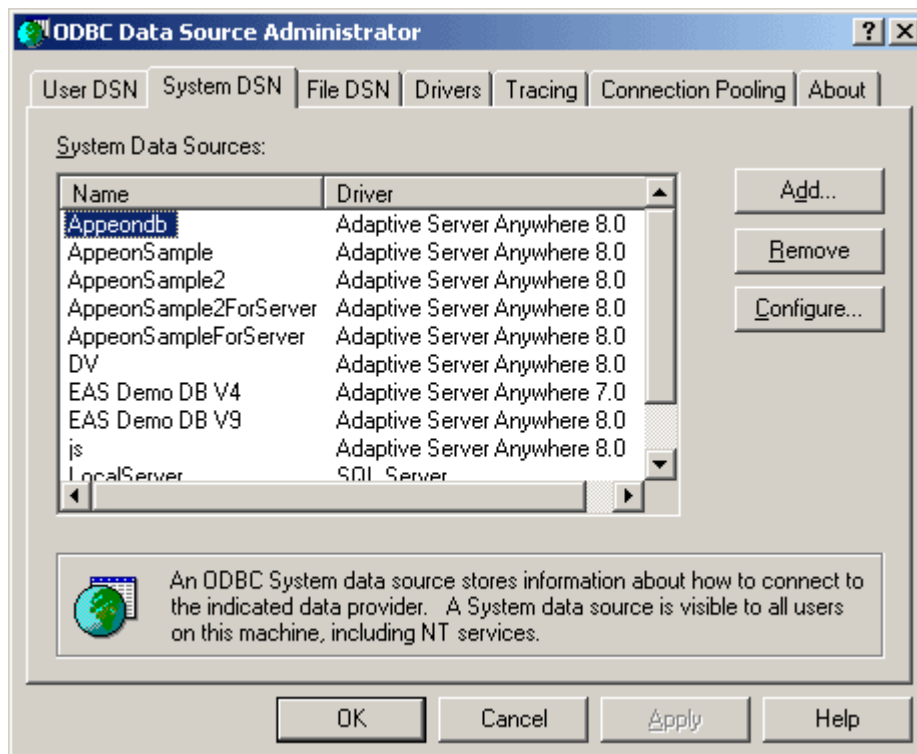 ODBC Data Source Administrator
User DSN System DSN File DSN Drivers Tracing Connection Pooling About
System Data Sources:
Name Driver
Appeondb Adaptive Server Anywhere 8.0
AppeonSample Adaptive Server Anywhere 8.0
AppeonSample2 Adaptive Server Anywhere 8.0
AppeonSample2ForServer Adaptive Server Anywhere 8.0
AppeonSampleForServer Adaptive Server Anywhere 8.0
DV Adaptive Server Anywhere 8.0
EAS Demo DB V4 Adaptive Server Anywhere 7.0
EAS Demo DB V9 Adaptive Server Anywhere 8.0
js Adaptive Server Anywhere 8.0
LocalServer SQL Server
Add...
Remove
Configure...
An ODBC System data source stores information about how to connect to
the indicated data provider. A System data source is visible to all users
on this machine, including NT services.
OK Cancel Apply Help